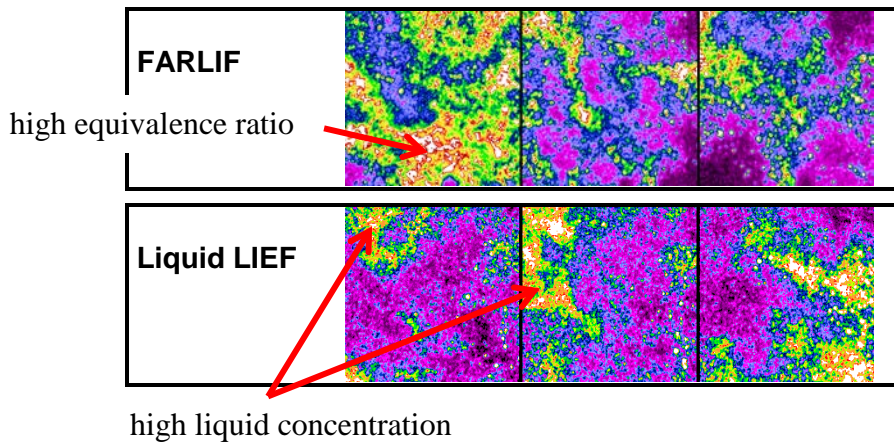 FARLIF
high equivalence ratio
Liquid LIEF
high liquid concentration